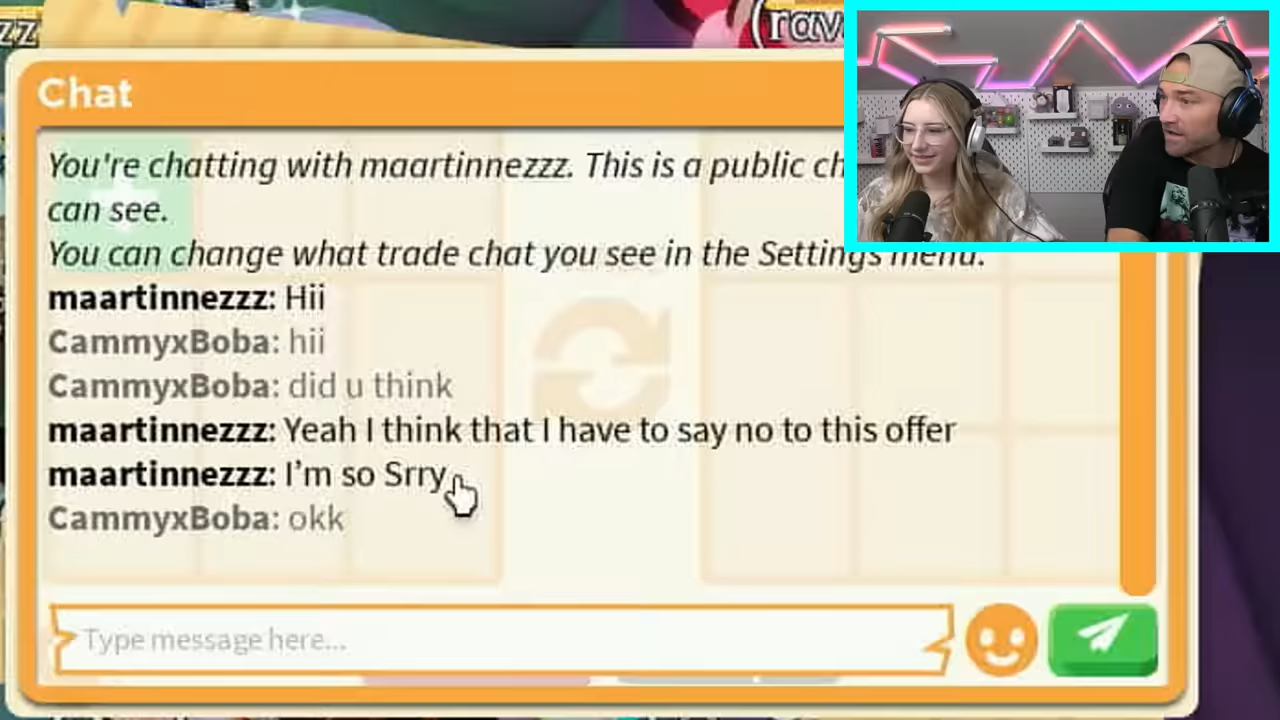 zz
(rav
Chat
You're chatting with maartinnezzz. This is a public ch
can see.
You can change what trade chat you see in the Settings menu.
maartinnezzz: Hii
CammyxBoba: hii
CammyxBoba: did u think
maartinnezzz: Yeah I think that I have to say no to this offer
maartinnezzz: I'm so Srry
CammyxBoba: okk
Type message here...